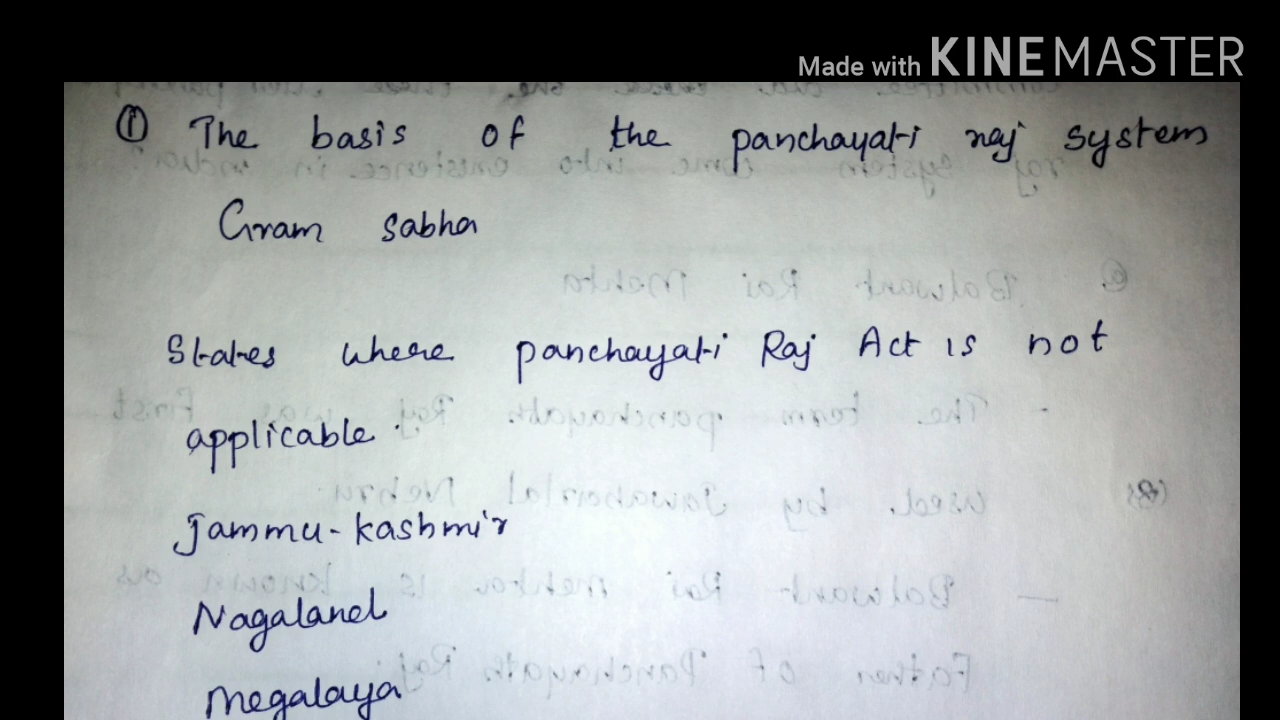 Made with KINEMASTER
① The basis of the panchayati raj system
Gram sabha
States where panchayati Raj Act is not
applicable.
Jammu-kashmir
Nagaland
Megalaya